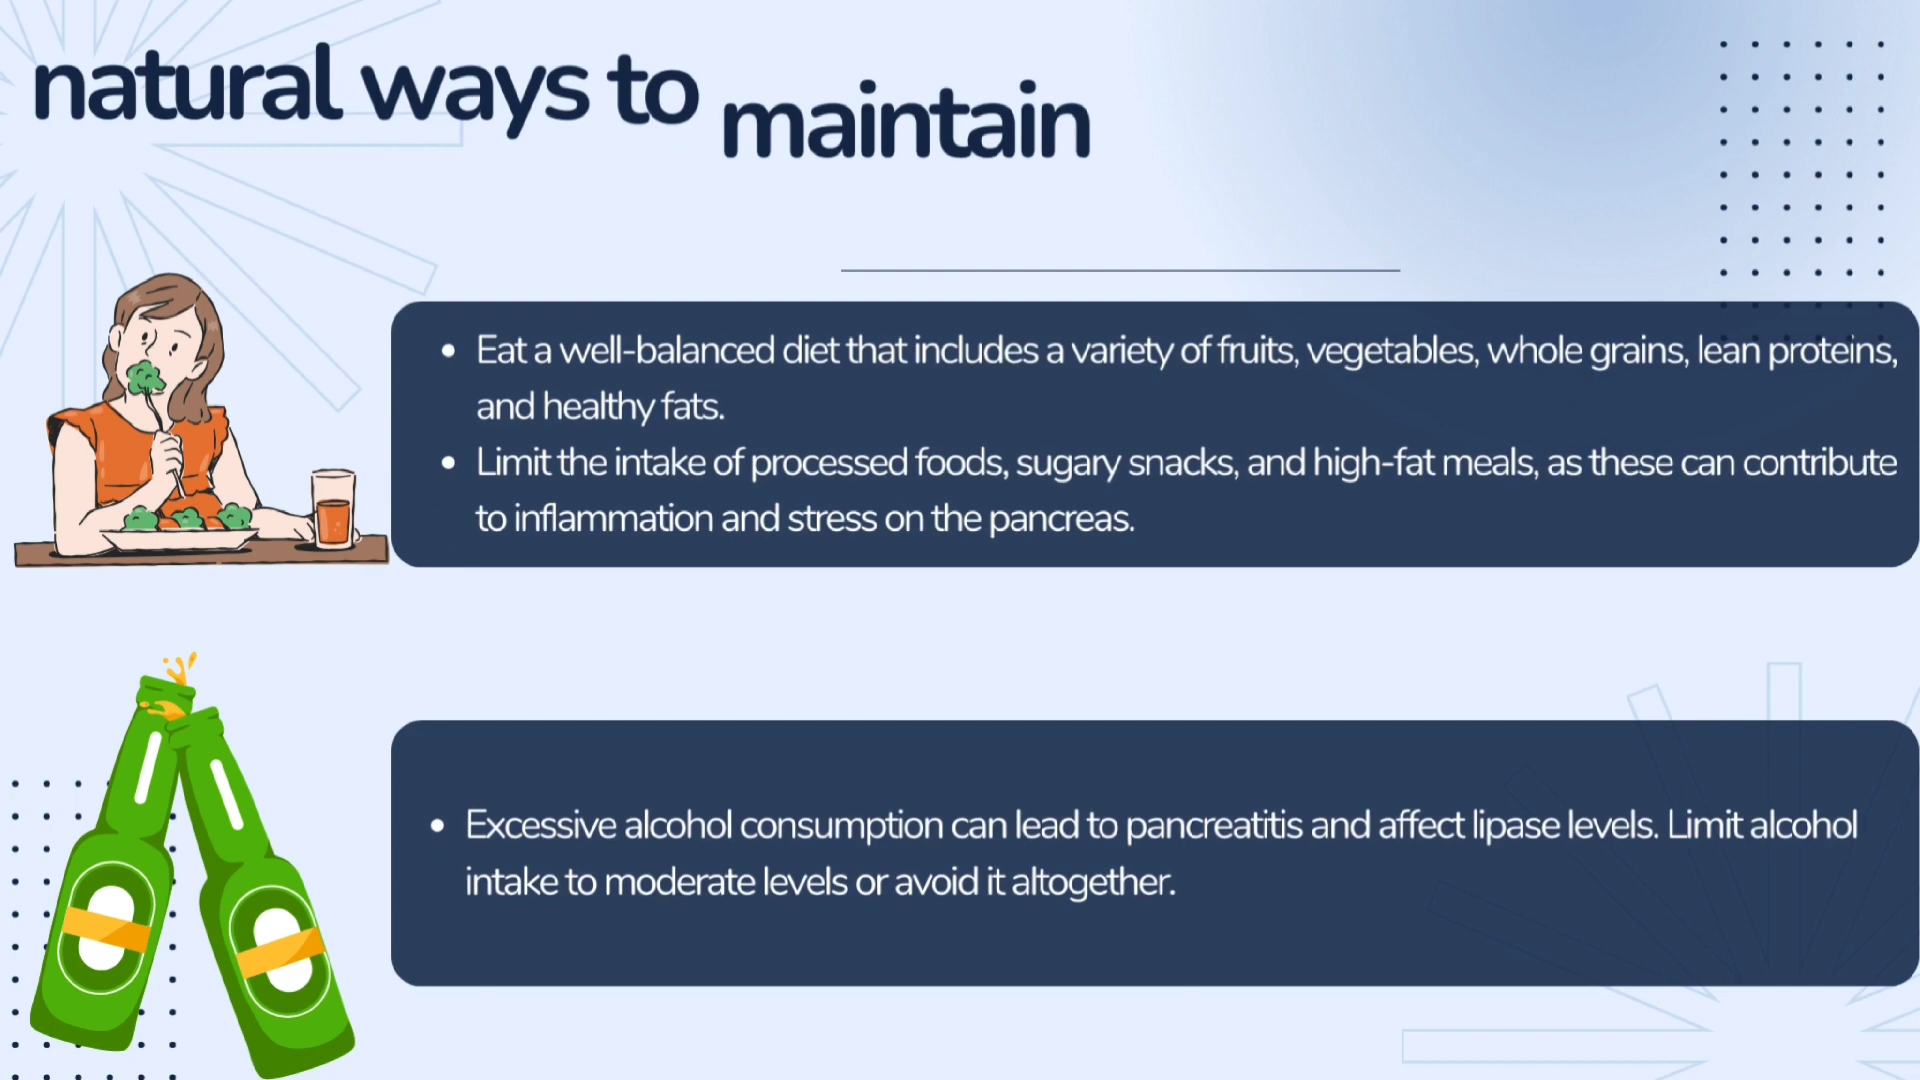 natural ways to maintain
• Eat a well-balanced diet that includes a variety of fruits, vegetables, whole grains, lean proteins,
and healthy fats.
• Limit the intake of processed foods, sugary snacks, and high-fat meals, as these can contribute
to inflammation and stress on the pancreas.
• Excessive alcohol consumption can lead to pancreatitis and affect lipase levels. Limit alcohol
intake to moderate levels or avoid it altogether.